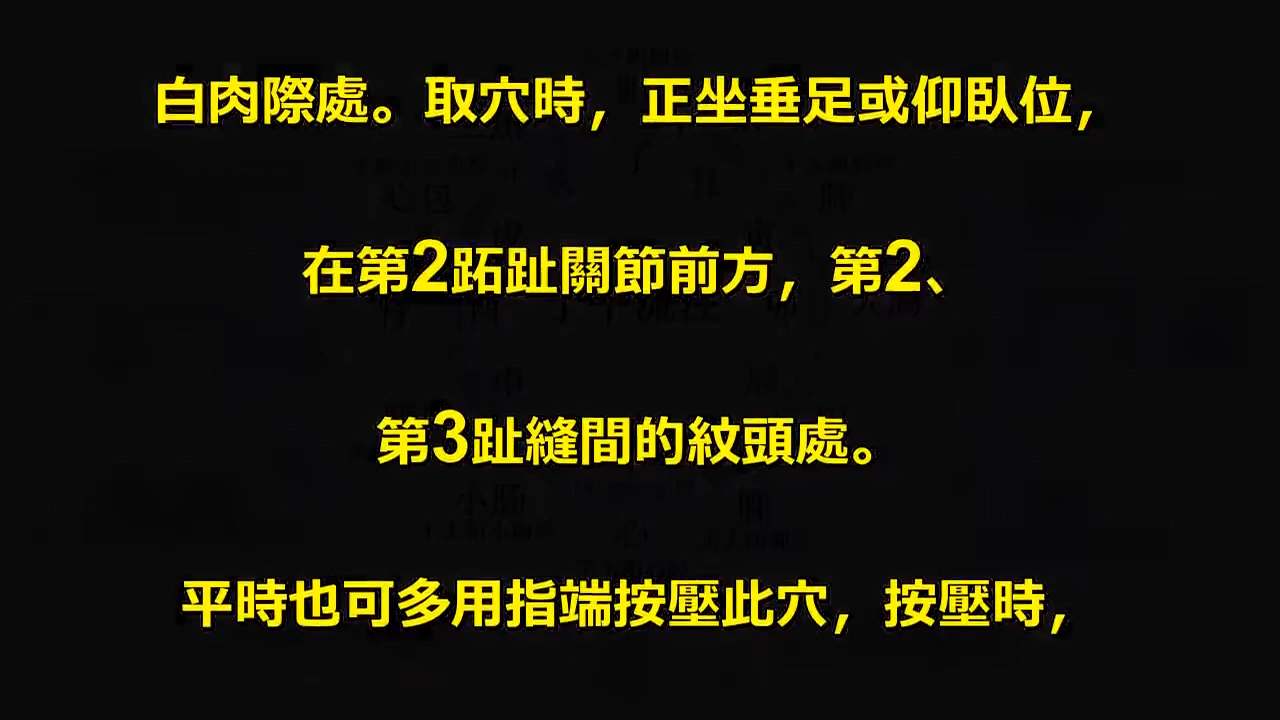 白肉際處。取穴時，正坐垂足或仰臥位，
在第2跖趾關節前方，第2、
第3趾縫間的紋頭處。
平時也可多用指端按壓此穴，按壓時，